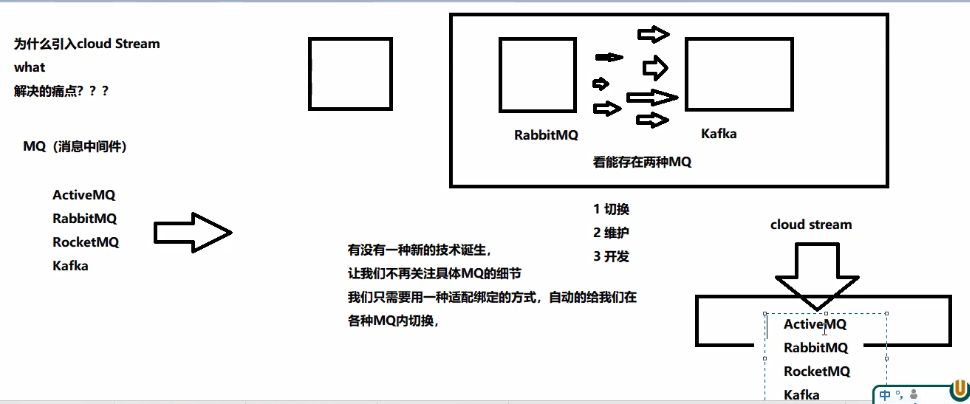 为什么引入cloud Stream
what
解决的痛点？？？
MQ（消息中间件）
ActiveMQ
RabbitMQ
RocketMQ
Kafka
RabbitMQ
Kafka
看能存在两种MQ
1 切换
2 维护
3 开发
有没有一种新的技术诞生，
让我们不再关注具体MQ的细节
我们只需要用一种适配绑定的方式，自动的给我们在
各种MQ内切换，
cloud stream
ActiveMQ
RabbitMQ
RocketMQ
Kafka
中